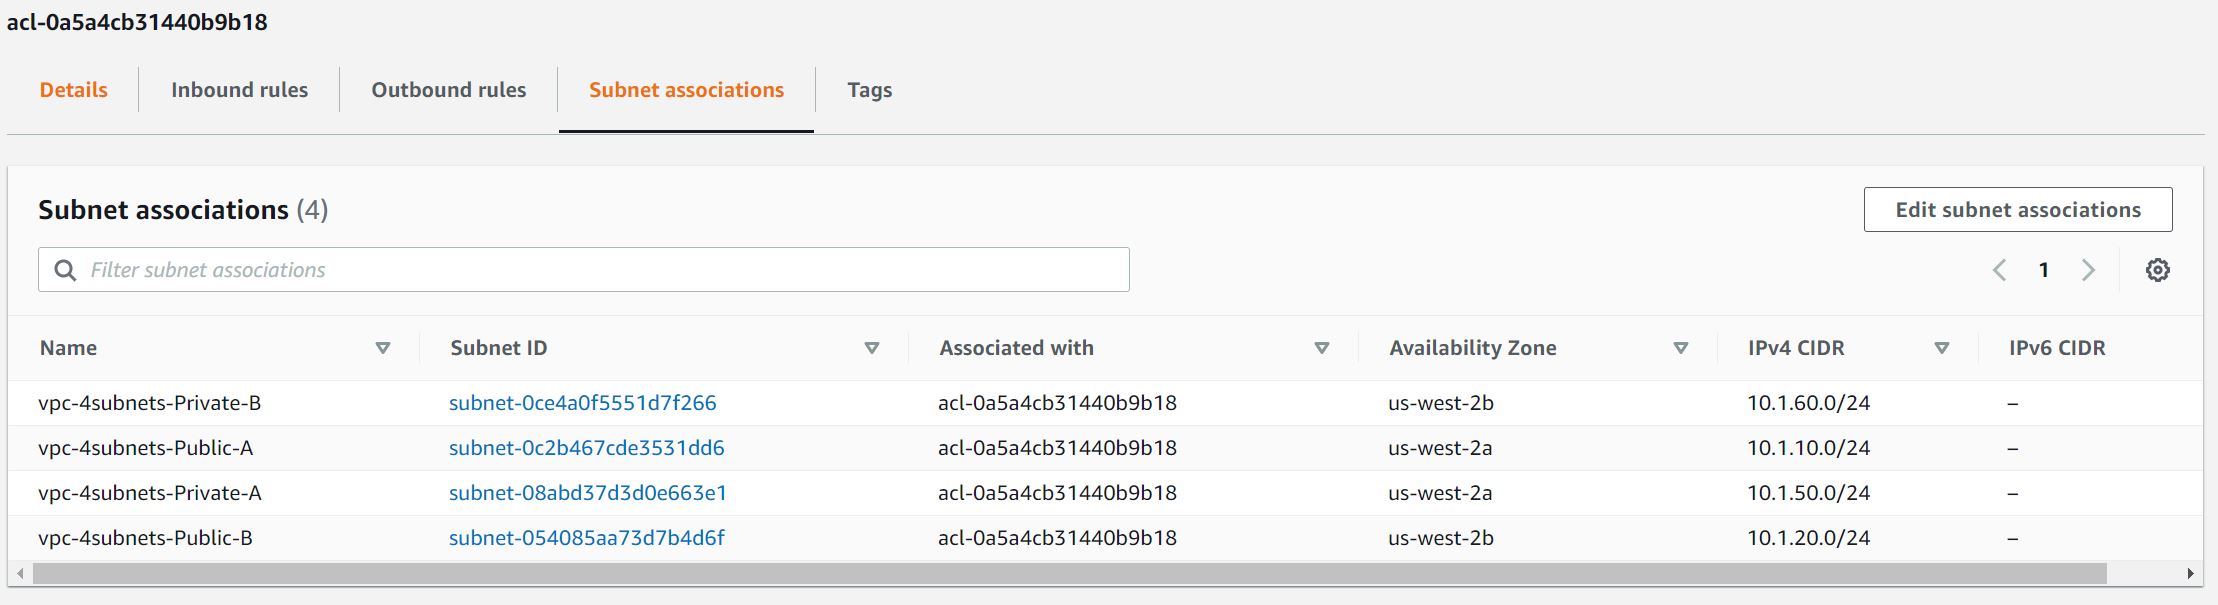 acl-0a5a4cb31440b9b18
Details Inbound rules Outbound rules Subnet associations Tags
Subnet associations (4) Edit subnet associations
Filter subnet associations 1
Name Subnet ID Associated with Availability Zone IPv4 CIDR IPv6 CIDR
vpc-4subnets-Private-B subnet-0ce4a0f5551d7f266 acl-0a5a4cb31440b9b18 us-west-2b 10.1.60.0/24 –
vpc-4subnets-Public-A subnet-0c2b467cde3531dd6 acl-0a5a4cb31440b9b18 us-west-2a 10.1.10.0/24 –
vpc-4subnets-Private-A subnet-08abd37d3d0e663e1 acl-0a5a4cb31440b9b18 us-west-2a 10.1.50.0/24 –
vpc-4subnets-Public-B subnet-054085aa73d7b4d6f acl-0a5a4cb31440b9b18 us-west-2b 10.1.20.0/24 –